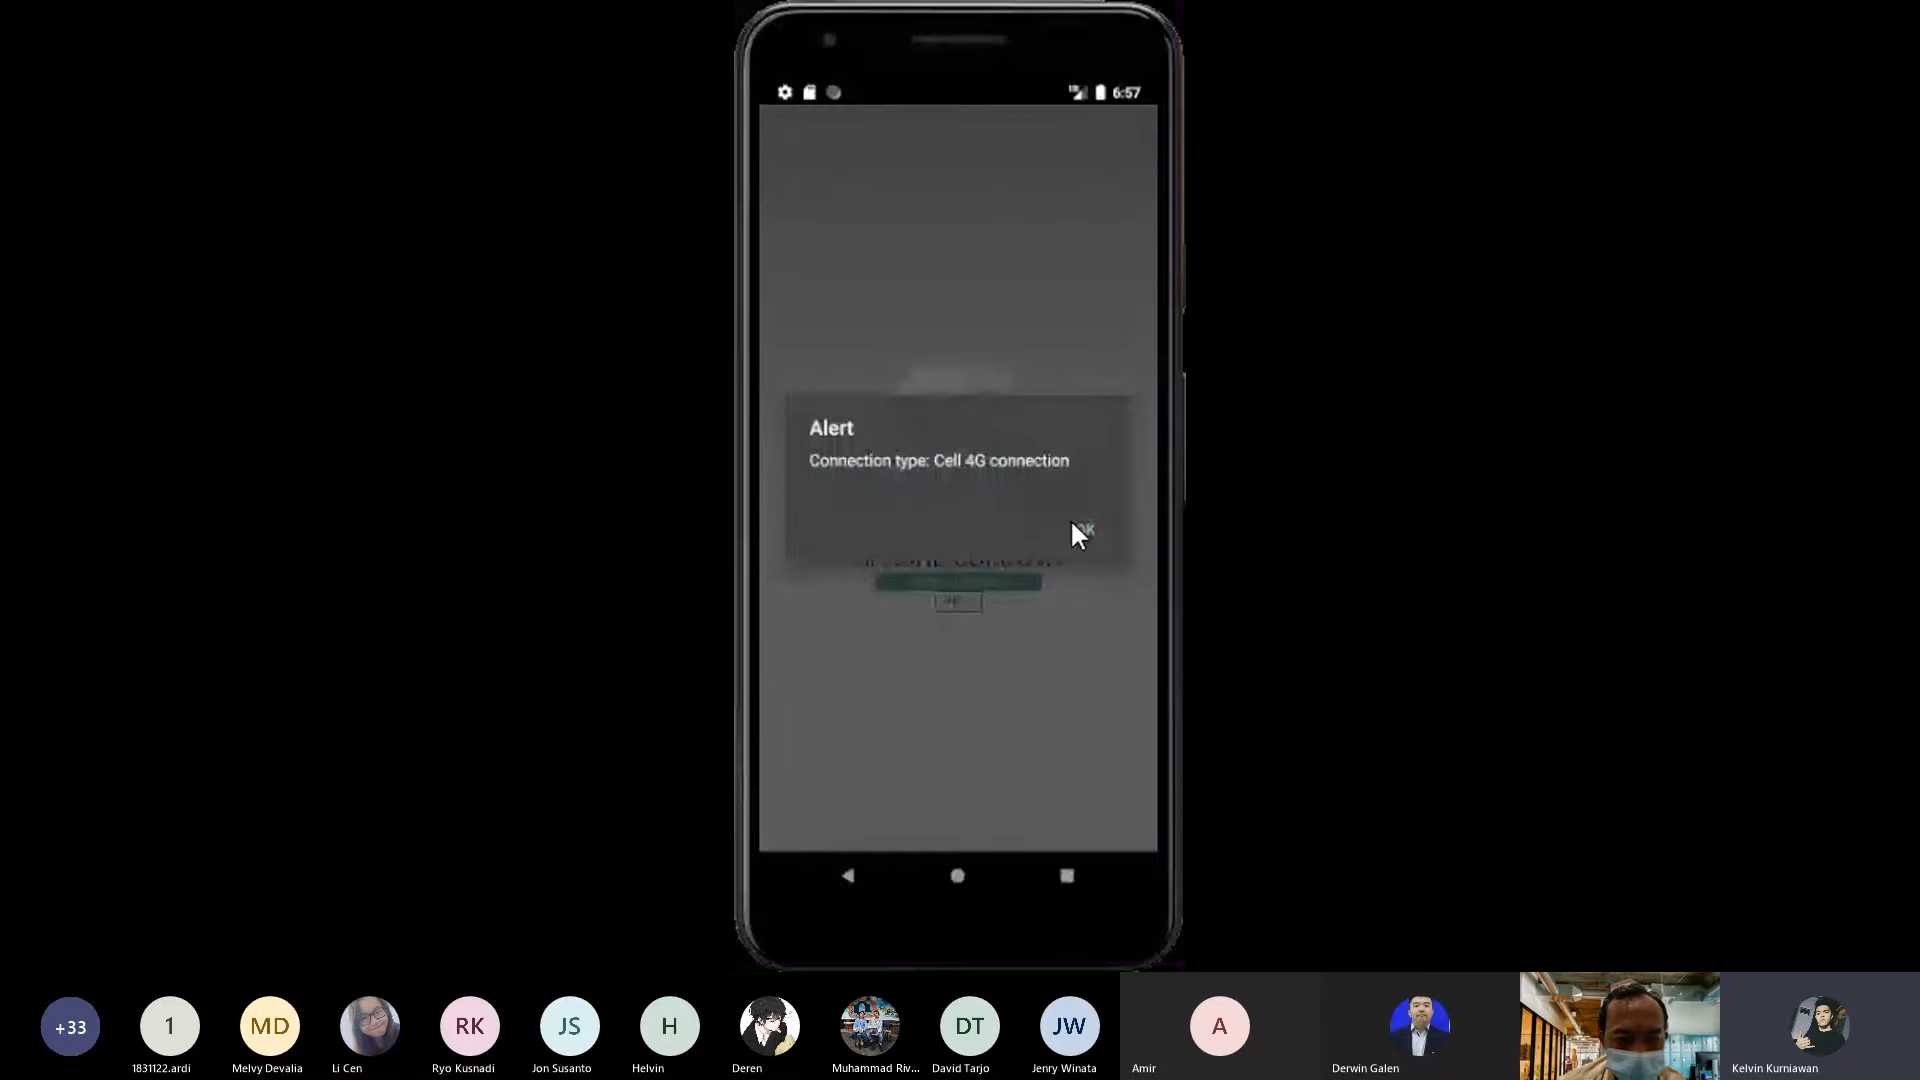 6:57
Alert
Connection type: Cell 4G connection
+33
1
MD
RK
JS
H
DT
JW
A
1831122.ardi
Melvy Devalia
Li Cen
Ryo Kusnadi
Jon Susanto
Helvin
Deren
Muhammad Riv...
David Tarjo
Jenry Winata
Amir
Derwin Galen
Kelvin Kurniawan